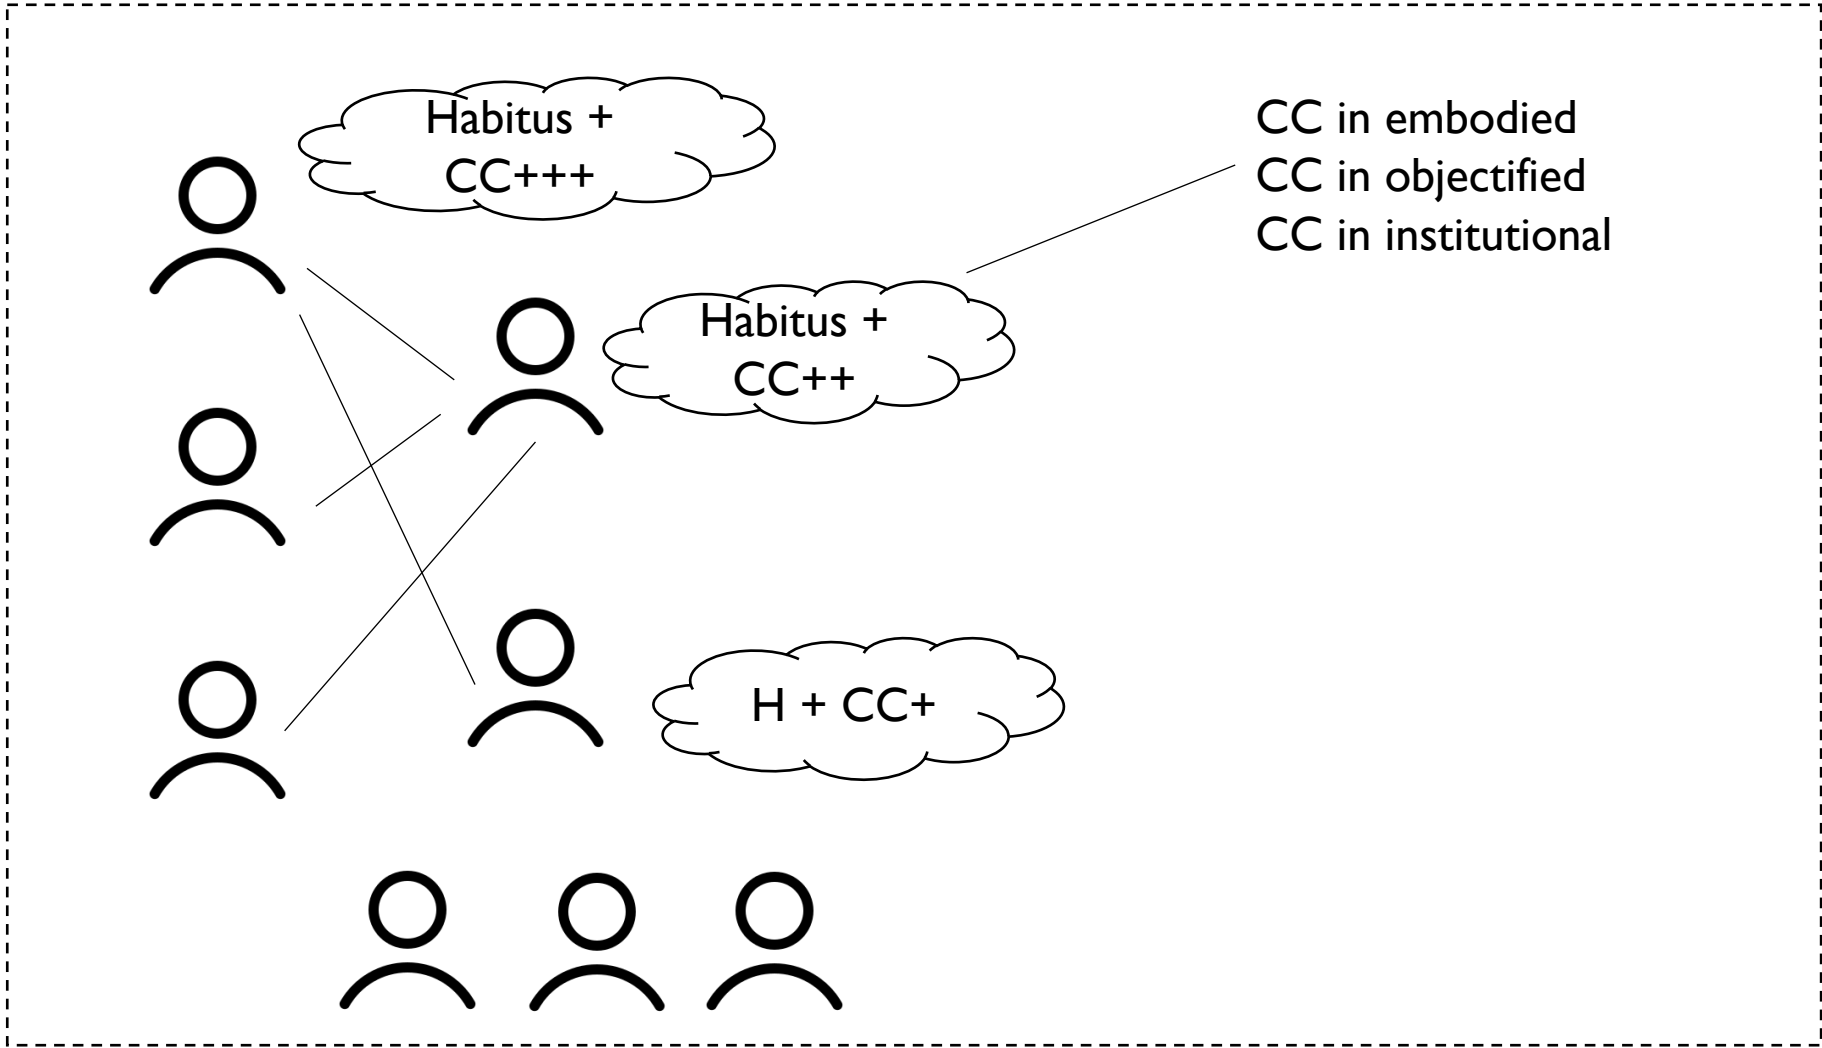 Habitus +
CC+++
CC in embodied
CC in objectified
CC in institutional
Habitus +
CC++
H + CC+